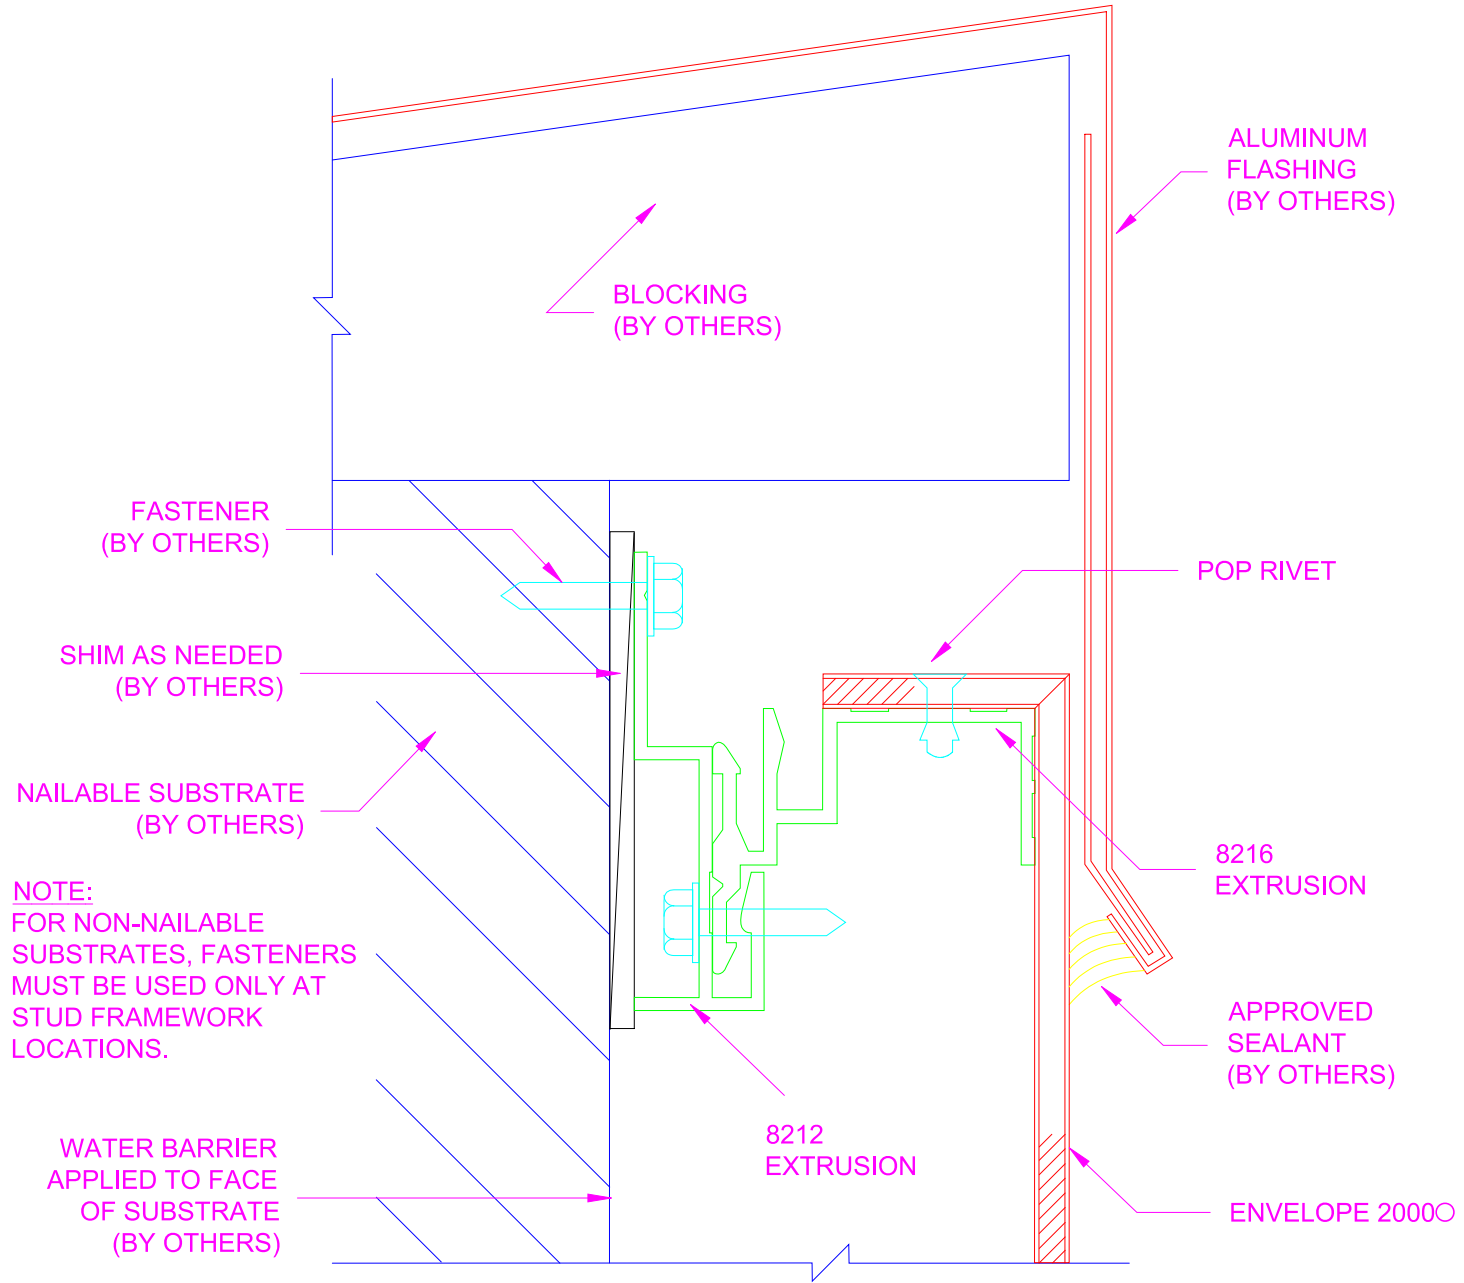 ALUMINUM
FLASHING
(BY OTHERS)
BLOCKING
(BY OTHERS)
FASTENER
(BY OTHERS)
POP RIVET
SHIM AS NEEDED
(BY OTHERS)
NAILABLE SUBSTRATE
(BY OTHERS)
8216
EXTRUSION
NOTE:
FOR NON-NAILABLE
SUBSTRATES, FASTENERS
MUST BE USED ONLY AT
STUD FRAMEWORK
LOCATIONS.
APPROVED
SEALANT
(BY OTHERS)
8212
EXTRUSION
WATER BARRIER
APPLIED TO FACE
OF SUBSTRATE
(BY OTHERS)
ENVELOPE 2000○